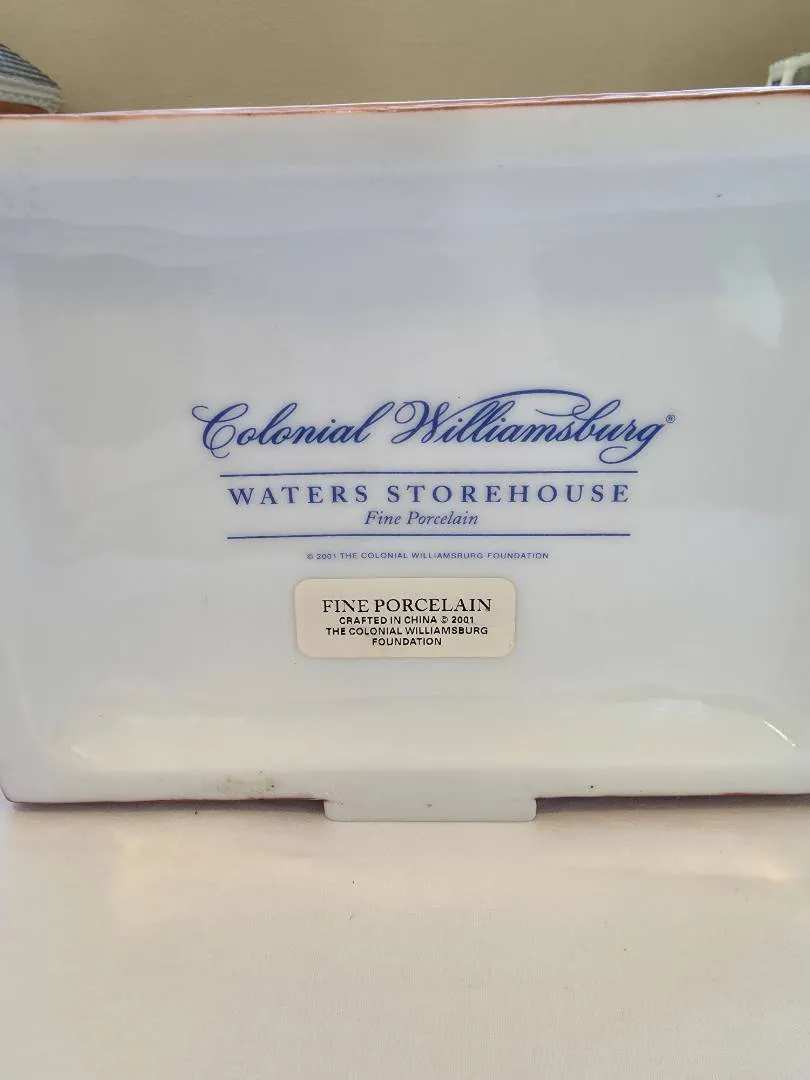 Colonial Williamsburg®
WATERS STOREHOUSE
Fine Porcelain
© 2001 THE COLONIAL WILLIAMSBURG FOUNDATION
FINE PORCELAIN
CRAFTED IN CHINA © 2001
THE COLONIAL WILLIAMSBURG
FOUNDATION